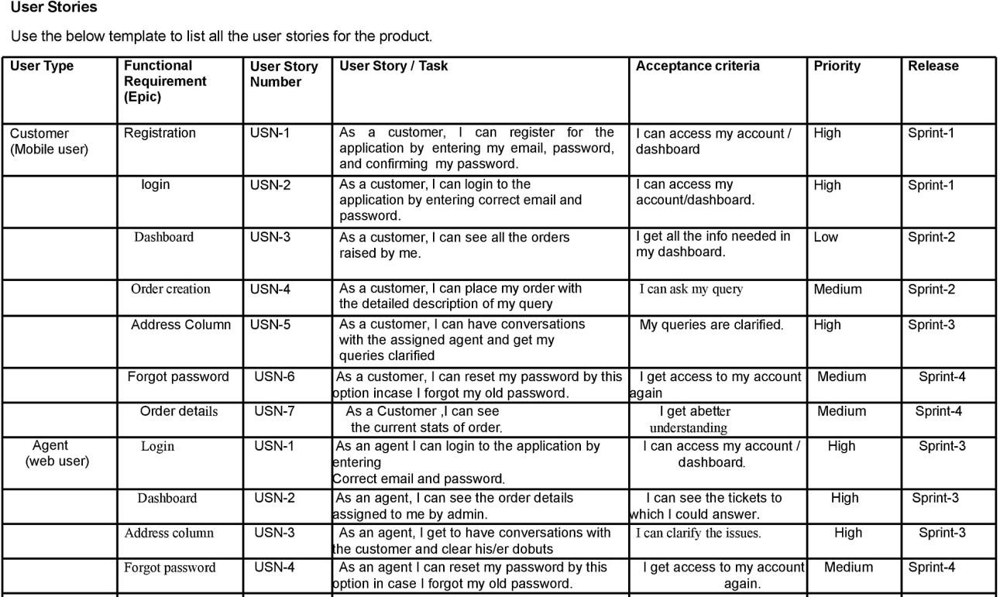 User Stories
Use the below template to list all the user stories for the product.
User Type
Functional
Requirement
(Epic)
User Story
Number
User Story / Task
Acceptance criteria
Priority
Release
Customer
(Mobile user)
Registration
USN-1
As a customer, I can register for the
application by entering my email, password,
and confirming my password.
I can access my account /
dashboard
High
Sprint-1
login
USN-2
As a customer, I can login to the
application by entering correct email and
password.
I can access my
account/dashboard.
High
Sprint-1
Dashboard
USN-3
As a customer, I can see all the orders
raised by me.
I get all the info needed in
my dashboard.
Low
Sprint-2
Order creation
USN-4
As a customer, I can place my order with
the detailed description of my query
I can ask my query
Medium
Sprint-2
Address Column
USN-5
As a customer, I can have conversations
with the assigned agent and get my
queries clarified
My queries are clarified.
High
Sprint-3
Forgot password
USN-6
As a customer, I can reset my password by this
option incase I forgot my old password.
I get access to my account
again
Medium
Sprint-4
Order details
USN-7
As a Customer ,I can see
the current stats of order.
I get abetter
understanding
Medium
Sprint-4
Agent
(web user)
Login
USN-1
As an agent I can login to the application by
entering
Correct email and password.
I can access my account /
dashboard.
High
Sprint-3
Dashboard
USN-2
As an agent, I can see the order details
assigned to me by admin.
I can see the tickets to
which I could answer.
High
Sprint-3
Address column
USN-3
As an agent, I get to have conversations with
the customer and clear his/er dobuts
I can clarify the issues.
High
Sprint-3
Forgot password
USN-4
As an agent I can reset my password by this
option in case I forgot my old password.
I get access to my account
again.
Medium
Sprint-4